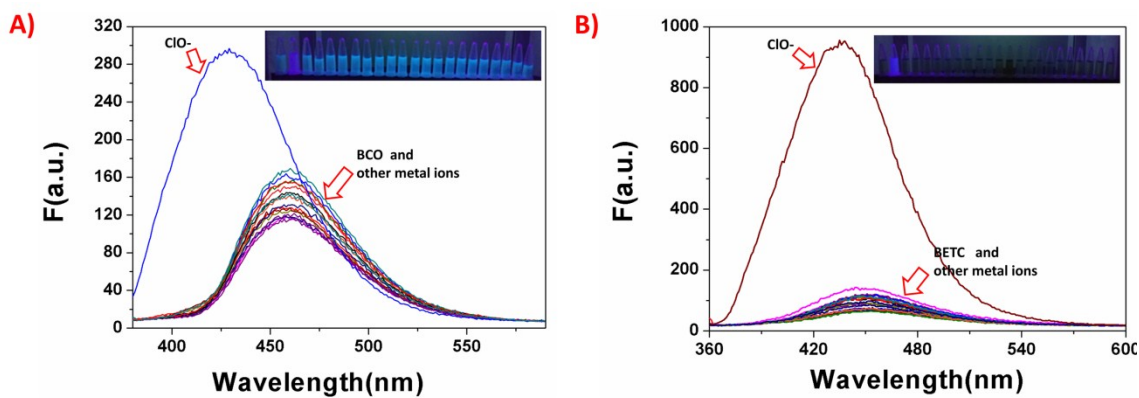 A)
F(a.u.)
320
280
240
200
160
120
80
40
0
ClO-
BCO and
other metal ions
400 450 500 550
Wavelength(nm)
B)
F(a.u.)
1000
800
600
400
200
0
ClO-
BETC and
other metal ions
360 420 480 540 600
Wavelength(nm)